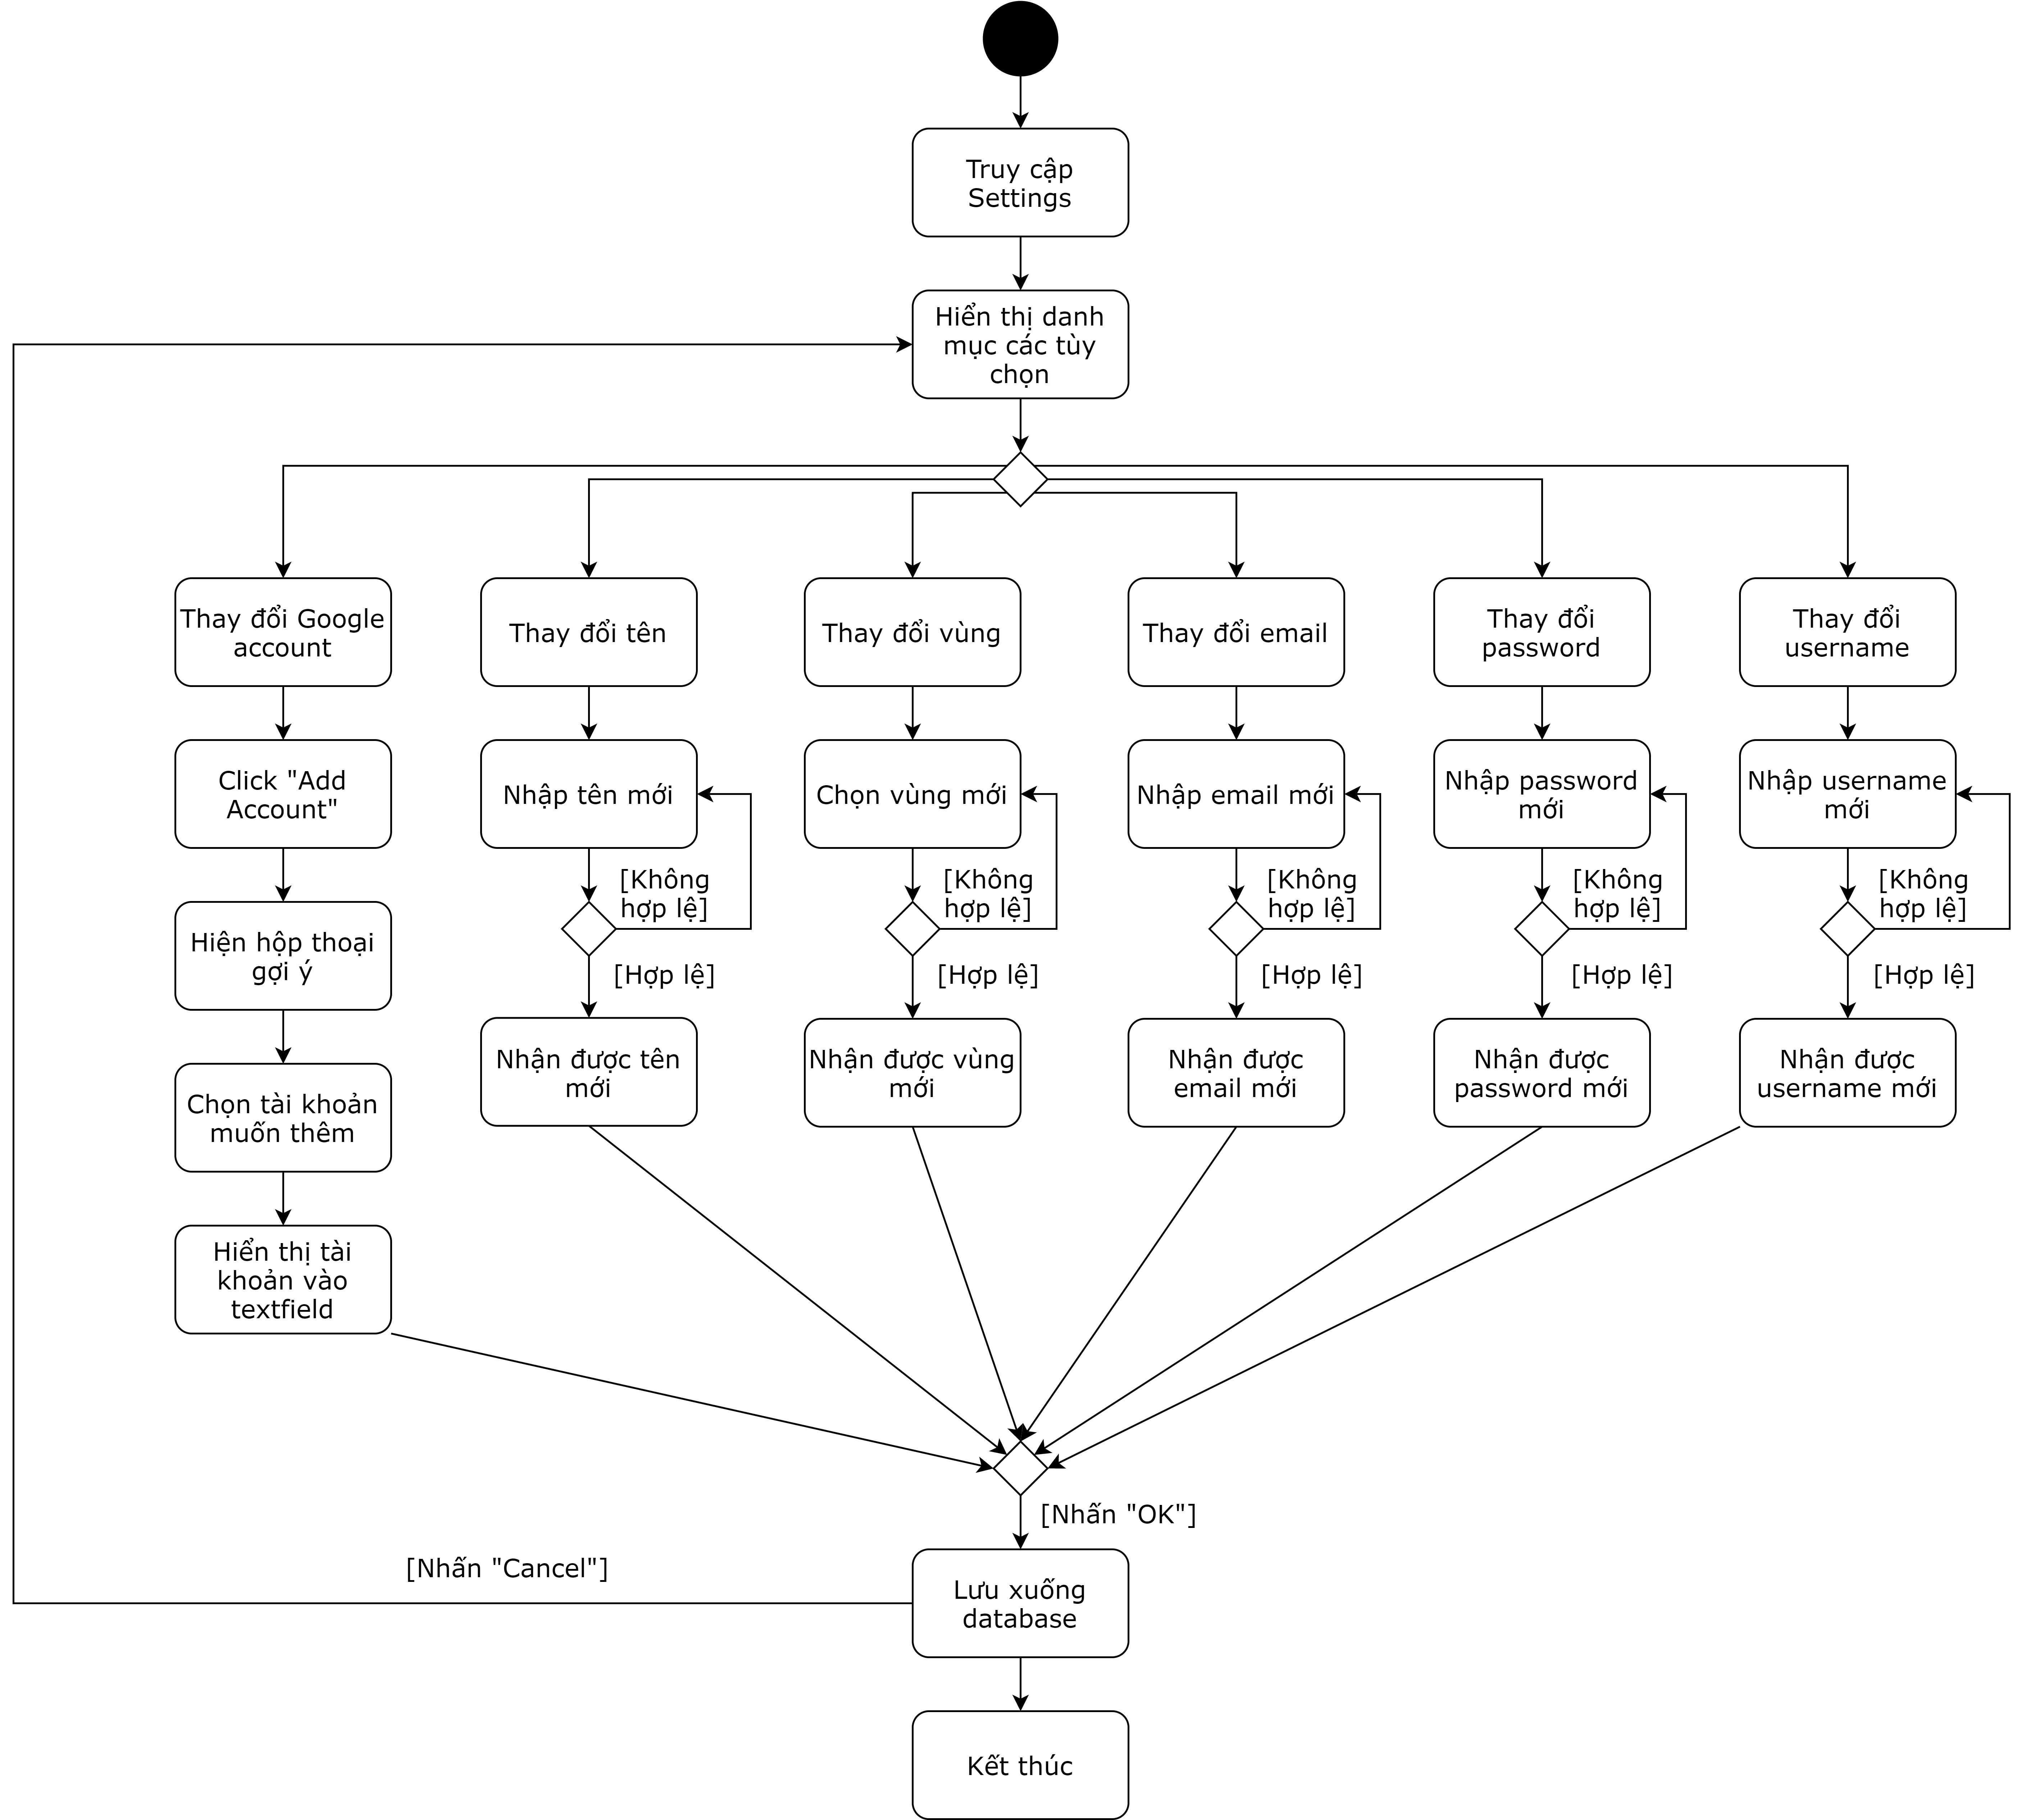 Truy cập
Settings
Hiển thị danh
mục các tùy
chọn
Thay đổi Google
account
Thay đổi tên
Thay đổi vùng
Thay đổi email
Thay đổi
password
Thay đổi
username
Click "Add
Account"
Nhập tên mới
Chọn vùng mới
Nhập email mới
Nhập password
mới
Nhập username
mới
[Không
hợp lệ]
[Không
hợp lệ]
[Không
hợp lệ]
[Không
hợp lệ]
[Không
hợp lệ]
Hiện hộp thoại
gợi ý
[Hợp lệ]
[Hợp lệ]
[Hợp lệ]
[Hợp lệ]
[Hợp lệ]
Nhận được tên
mới
Nhận được vùng
mới
Nhận được
email mới
Nhận được
password mới
Nhận được
username mới
Chọn tài khoản
muốn thêm
Hiển thị tài
khoản vào
textfield
[Nhấn "OK"]
[Nhấn "Cancel"]
Lưu xuống
database
Kết thúc